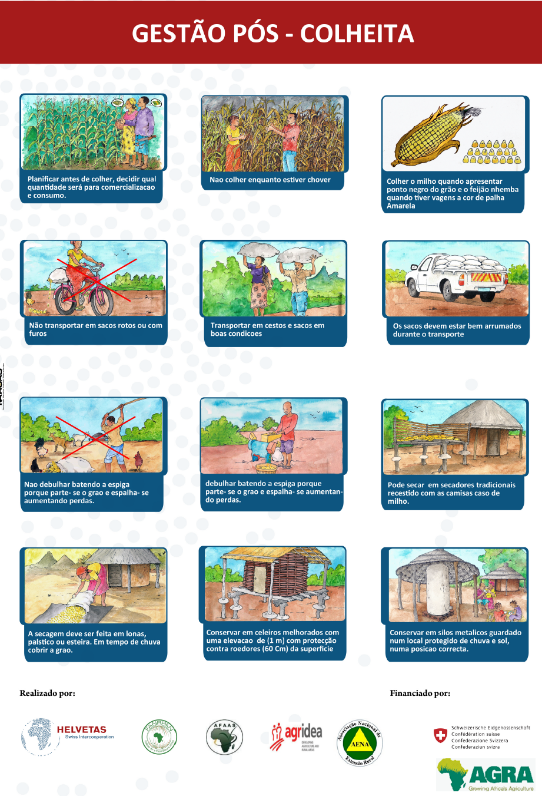 GESTÃO PÓS - COLHEITA
Planificar antes de colher, decidir qual
quantidade será para comercializacao
e consumo.
Nao colher enquanto estiver chover
Colher o milho quando apresentar
ponto negro do grão e o feijão nhemba
quando tiver vagens a cor de palha
Amarela
Não transportar em sacos rotos ou com
furos
Transportar em cestos e sacos em
boas condicoes
Os sacos devem estar bem arrumados
durante o transporte
Nao debulhar batendo a espiga
porque parte- se o grao e espalha- se
aumentando perdas.
debulhar batendo a espiga porque
parte- se o grao e espalha- se aumentan-
do perdas.
Pode secar em secadores tradicionais
recestido com as camisas caso de
milho.
A secagem deve ser feita em lonas,
palstico ou esteira. Em tempo de chuva
cobrir a grao.
Conservar em celeiros melhorados com
uma elevacao de (1 m) com protecção
contra roedores (60 Cm) da superficie
Conservar em silos metalicos guardado
num local protegido de chuva e sol,
numa posicao correcta.
Realizado por:
Financiado por:
HELVETAS
Swiss Intercooperation
AFAAS
agridea
Associação Nacional de
AENA
Extensão Rural
Schweizerische Eidgenossenschaft
Confédération suisse
Confederazione Svizzera
Confederaziun svizra
AGRA
Growing Africa's Agriculture